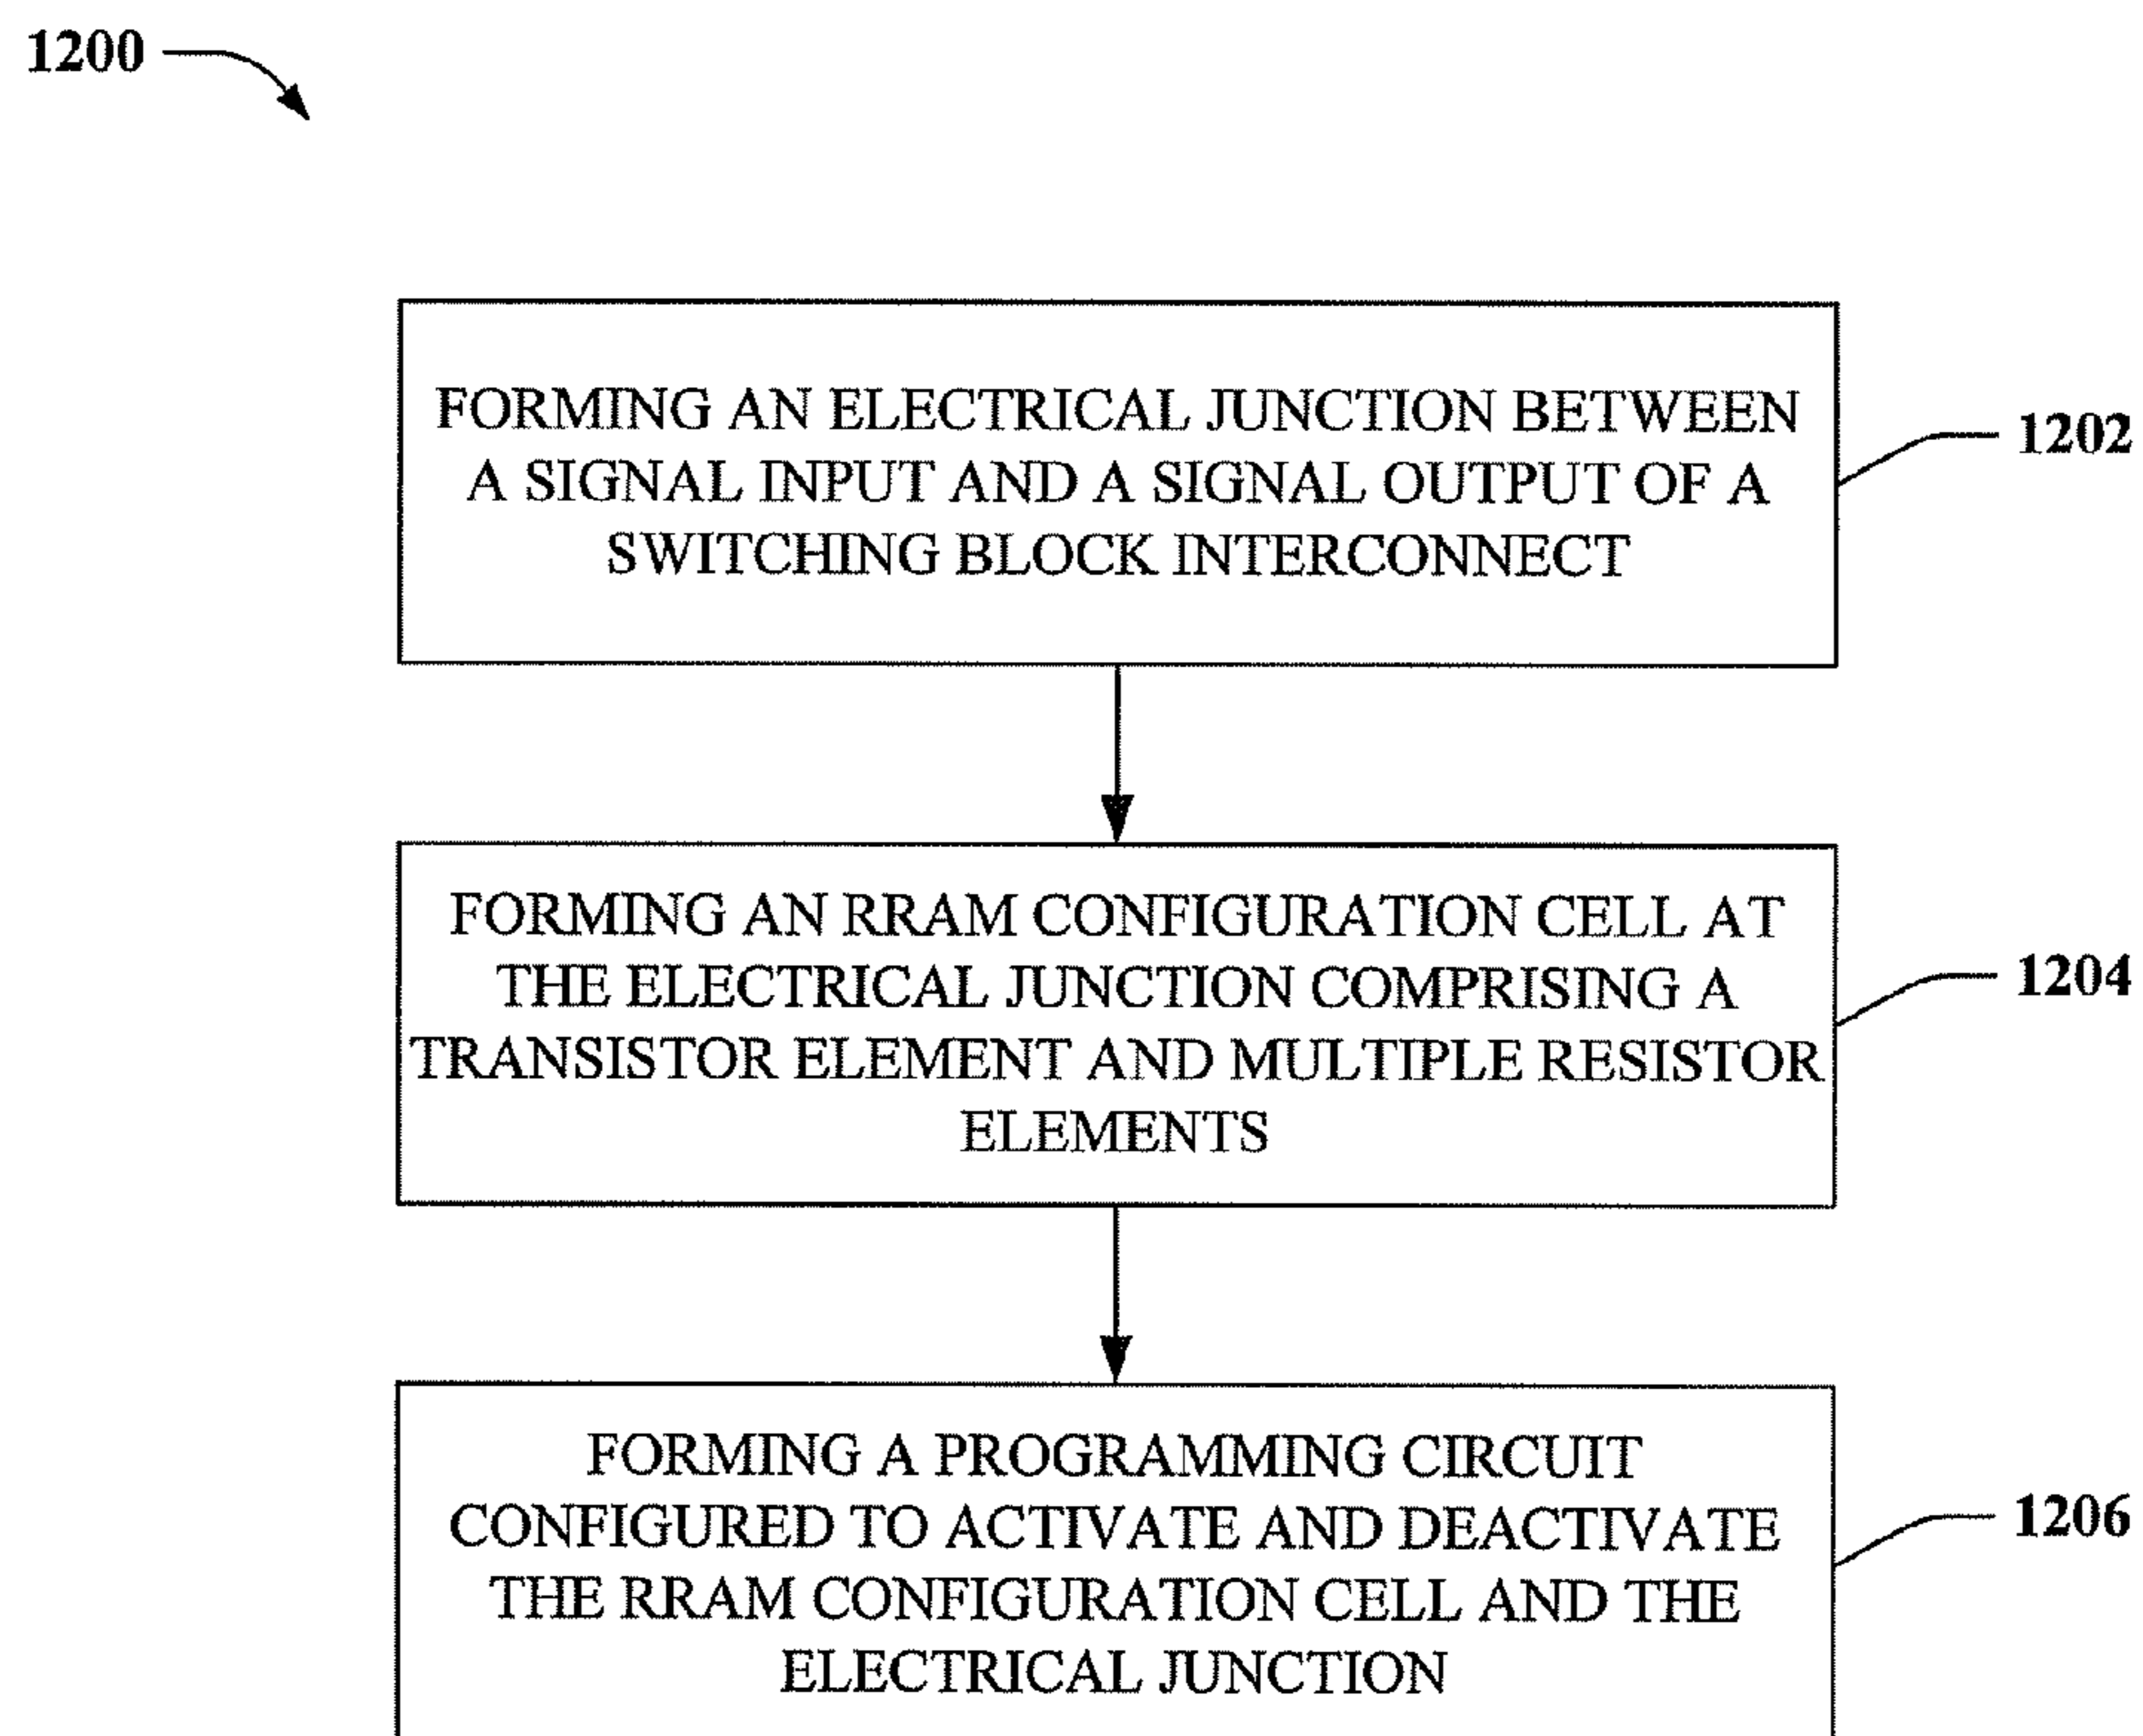 1200
FORMING AN ELECTRICAL JUNCTION BETWEEN
A SIGNAL INPUT AND A SIGNAL OUTPUT OF A
SWITCHING BLOCK INTERCONNECT
1202
FORMING AN RRAM CONFIGURATION CELL AT
THE ELECTRICAL JUNCTION COMPRISING A
TRANSISTOR ELEMENT AND MULTIPLE RESISTOR
ELEMENTS
1204
FORMING A PROGRAMMING CIRCUIT
CONFIGURED TO ACTIVATE AND DEACTIVATE
THE RRAM CONFIGURATION CELL AND THE
ELECTRICAL JUNCTION
1206